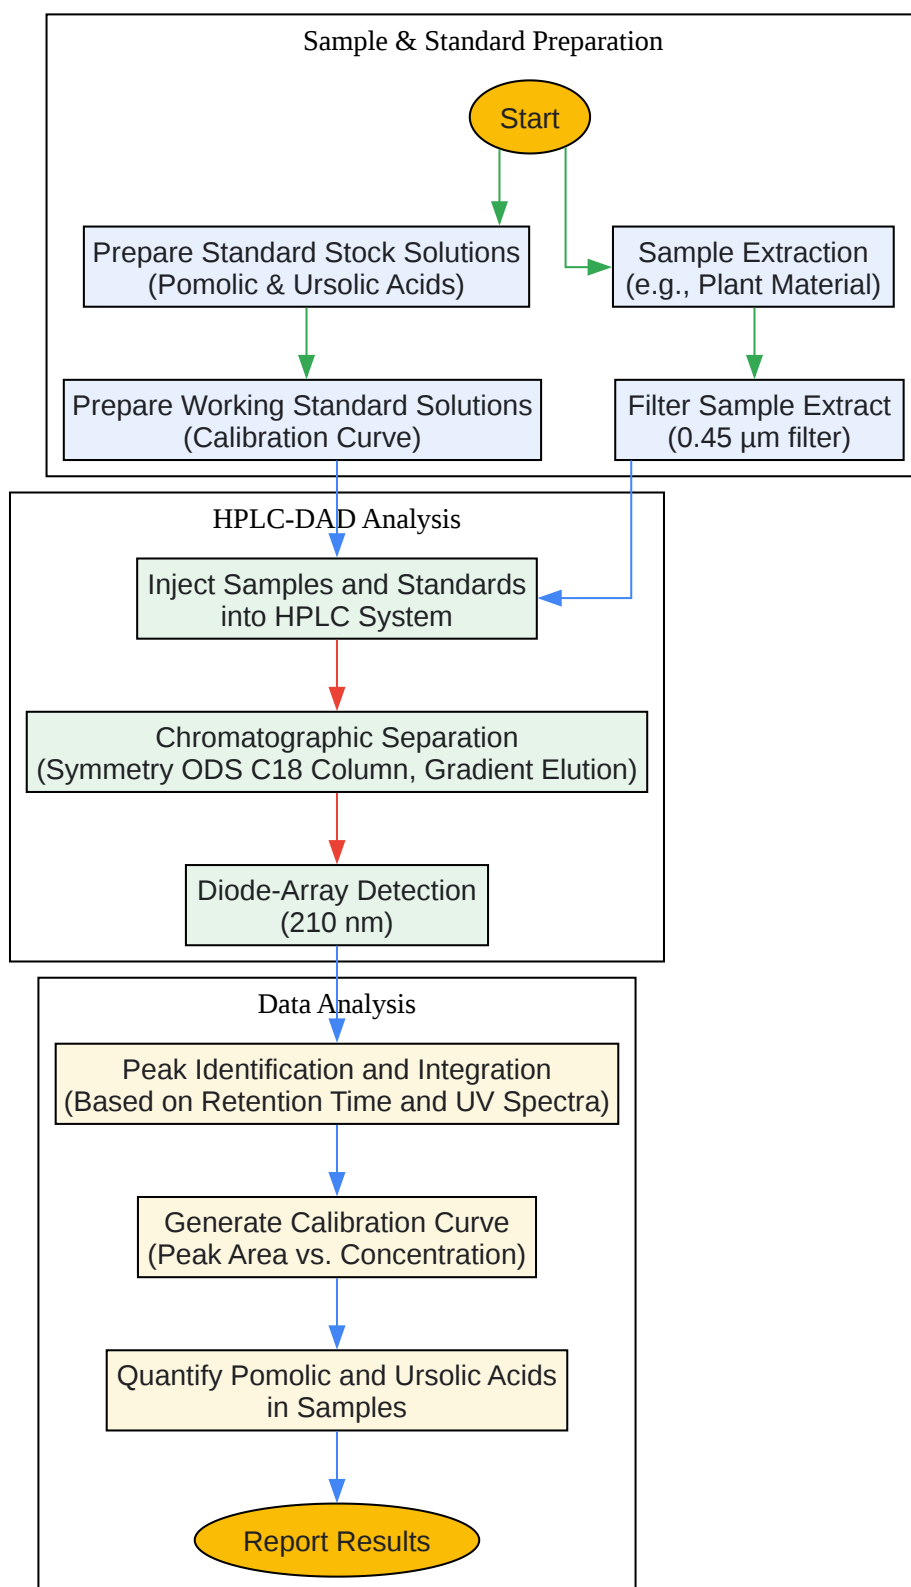 Sample & Standard Preparation
Start
Prepare Standard Stock Solutions
(Pomolic & Ursolic Acids)
Sample Extraction
(e.g., Plant Material)
Prepare Working Standard Solutions
(Calibration Curve)
Filter Sample Extract
(0.45 µm filter)
HPLC-DAD Analysis
Inject Samples and Standards
into HPLC System
Chromatographic Separation
(Symmetry ODS C18 Column, Gradient Elution)
Diode-Array Detection
(210 nm)
Data Analysis
Peak Identification and Integration
(Based on Retention Time and UV Spectra)
Generate Calibration Curve
(Peak Area vs. Concentration)
Quantify Pomolic and Ursolic Acids
in Samples
Report Results